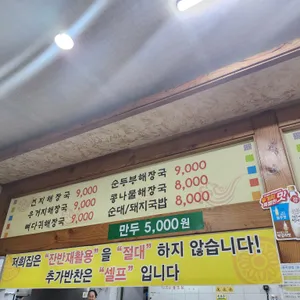 선지해장국 9,000
우거지해장국 9,000
뼈다귀해장국 9,000
순두부해장국 9,000
콩나물해장국 8,000
순대/돼지국밥 8,000
만두 5,000원
저희집은 "잔반재활용"을 "절대" 하지 않습니다!
추가반찬은 "셀프" 입니다